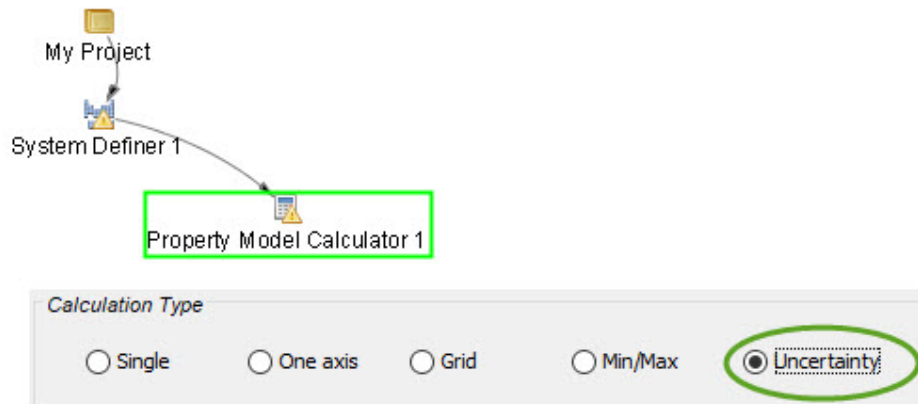 My Project
System Definer 1
Property Model Calculator 1
Calculation Type
Single One axis Grid Min/Max Uncertainty